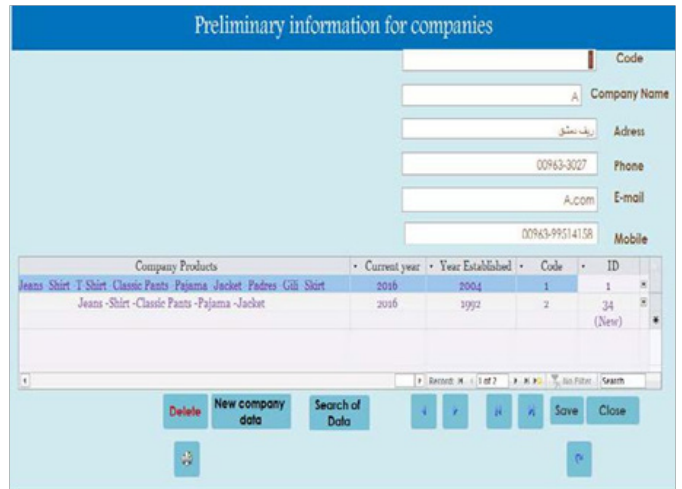 Preliminary information for companies
Code
A Company Name
ريف دمشق Adress
00963-3027 Phone
A.com E-mail
00963-99514158 Mobile
Company Products Current year Year Established Code ID
Jeans Shirt T-Shirt Classic Pants Pajama Jacket Padres Gili Skirt 2016 2004 1 1
Jeans -Shirt -Classic Pants -Pajama -Jacket 2016 1992 2 34
(New)
Record: 1 of 2 No Filter Search
Delete New company data Search of Data Save Close